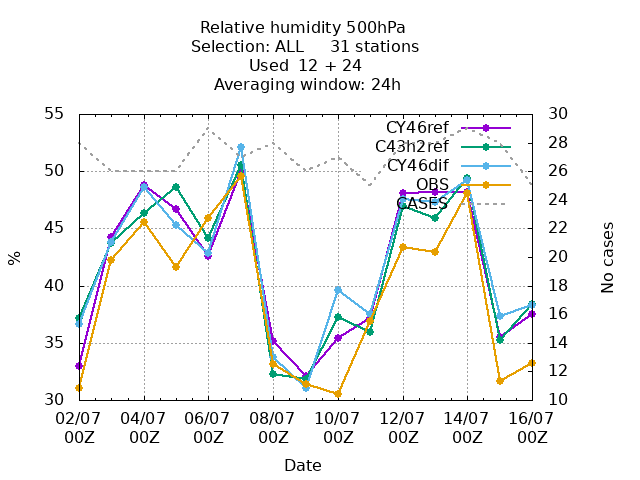 Relative humidity 500hPa
Selection: ALL 31 stations
Used 12 + 24
Averaging window: 24h
55
50
45
40
35
30
%
30
28
26
24
22
20
18
16
14
12
10
No cases
CY46ref
C43h2ref
CY46dif
OBS
CASES
02/07 04/07 06/07 08/07 10/07 12/07 14/07 16/07
00Z 00Z 00Z 00Z 00Z 00Z 00Z 00Z
Date